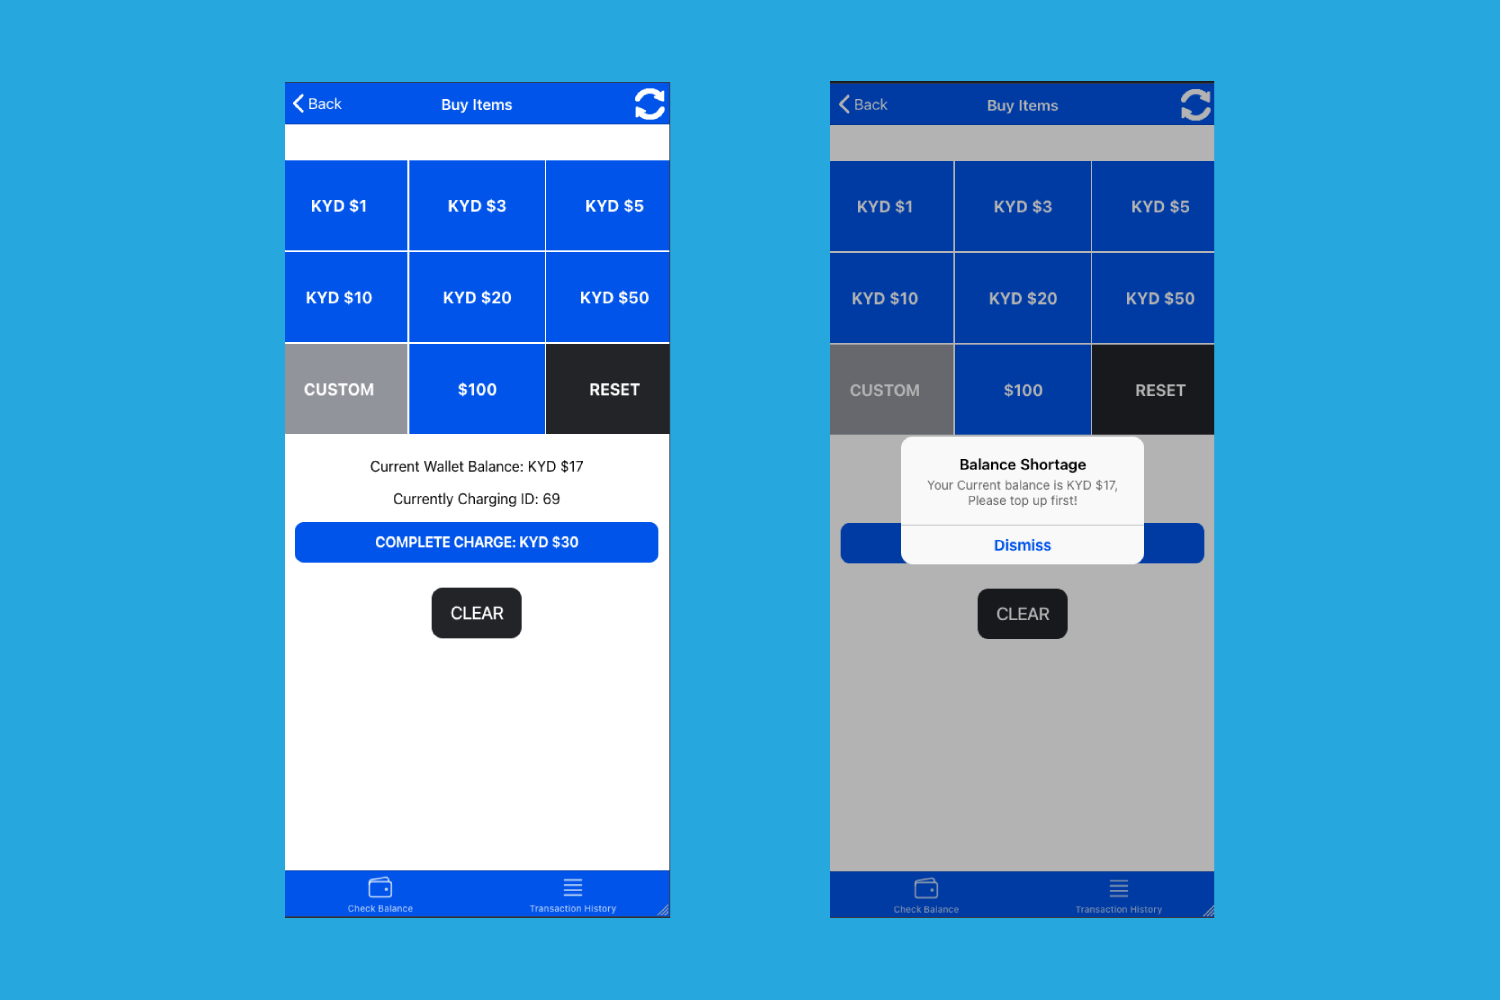 Back
Buy Items
KYD $1
KYD $3
KYD $5
KYD $10
KYD $20
KYD $50
CUSTOM
$100
RESET
Current Wallet Balance: KYD $17
Currently Charging ID: 69
COMPLETE CHARGE: KYD $30
CLEAR
Check Balance
Transaction History
Back
Buy Items
KYD $1
KYD $3
KYD $5
KYD $10
KYD $20
KYD $50
CUSTOM
$100
RESET
Balance Shortage
Your Current balance is KYD $17,
Please top up first!
Dismiss
CLEAR
Check Balance
Transaction History